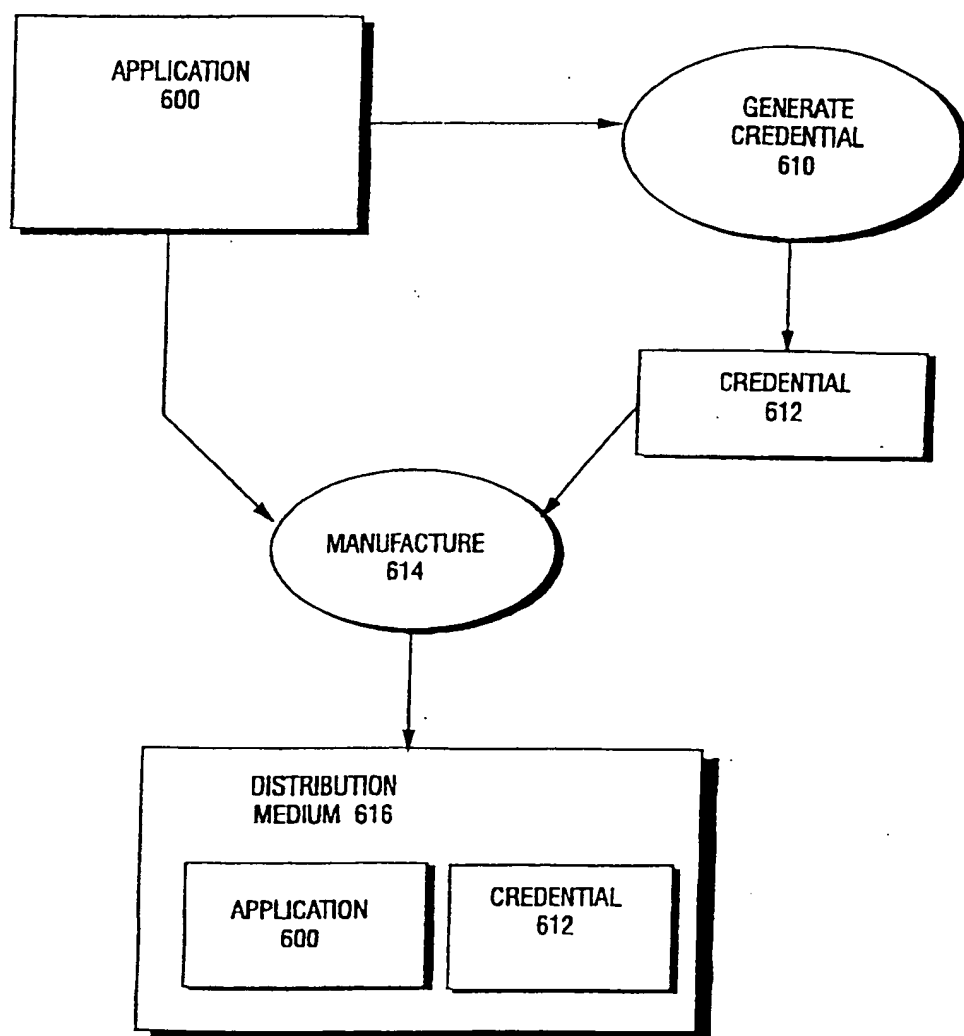 APPLICATION
600
GENERATE
CREDENTIAL
610
CREDENTIAL
612
MANUFACTURE
614
DISTRIBUTION
MEDIUM 616
APPLICATION
600
CREDENTIAL
612